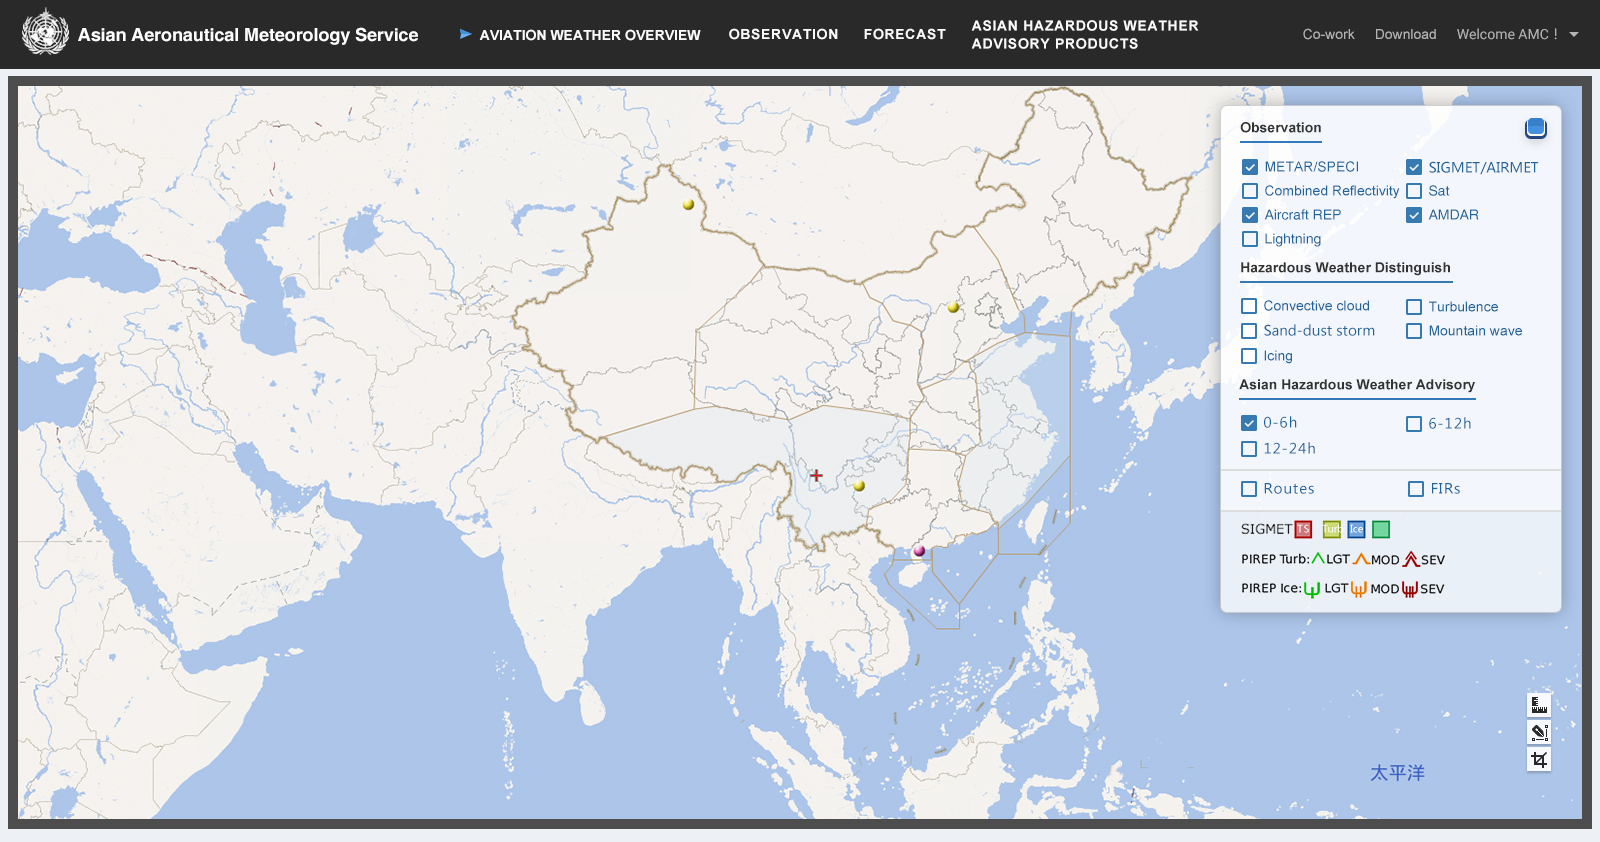 Asian Aeronautical Meteorology Service
AVIATION WEATHER OVERVIEW
OBSERVATION
FORECAST
ASIAN HAZARDOUS WEATHER
ADVISORY PRODUCTS
Co-work
Download
Welcome AMC !
Observation
METAR/SPECI
SIGMET/AIRMET
Combined Reflectivity
Sat
Aircraft REP
AMDAR
Lightning
Hazardous Weather Distinguish
Convective cloud
Turbulence
Sand-dust storm
Mountain wave
Icing
Asian Hazardous Weather Advisory
0-6h
6-12h
12-24h
Routes
FIRs
SIGMET TS Turb Ice
PIREP Turb: LGT MOD SEV
PIREP Ice: LGT MOD SEV
太平洋